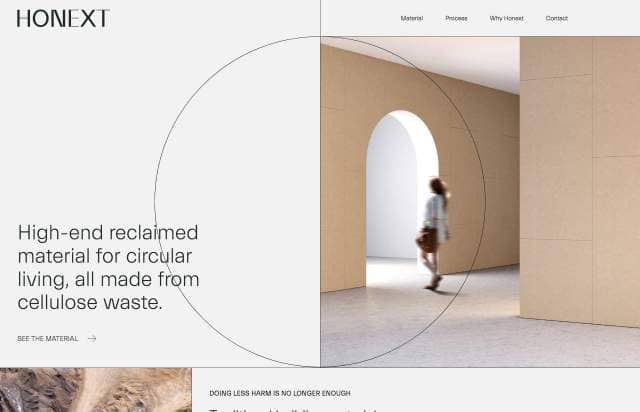 HONEXT
Material Process Why Honext Contact
High-end reclaimed
material for circular
living, all made from
cellulose waste.
SEE THE MATERIAL
DOING LESS HARM IS NO LONGER ENOUGH